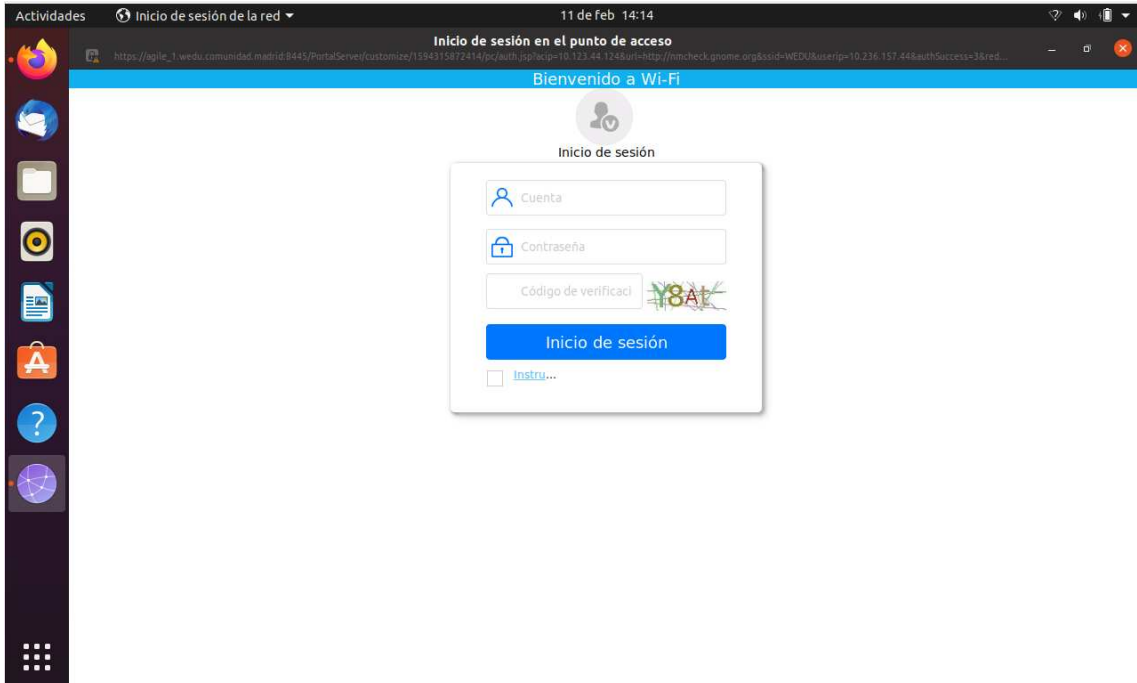 Actividades Inicio de sesión de la red 11 de feb 14:14
Inicio de sesión en el punto de acceso
https://agile_1.wedu.comunidad.madrid:8445/PortalServer/customize/1594315872414/pc/auth.jsp?acip=10.123.44.124&uri=http://nmcheck.gnome.org&ssid=WEDU&userip=10.236.157.44&authSuccess=3&red...
Bienvenido a Wi-Fi
Inicio de sesión
Cuenta
Contraseña
Código de verificaci
Y8At
Inicio de sesión
Instru...